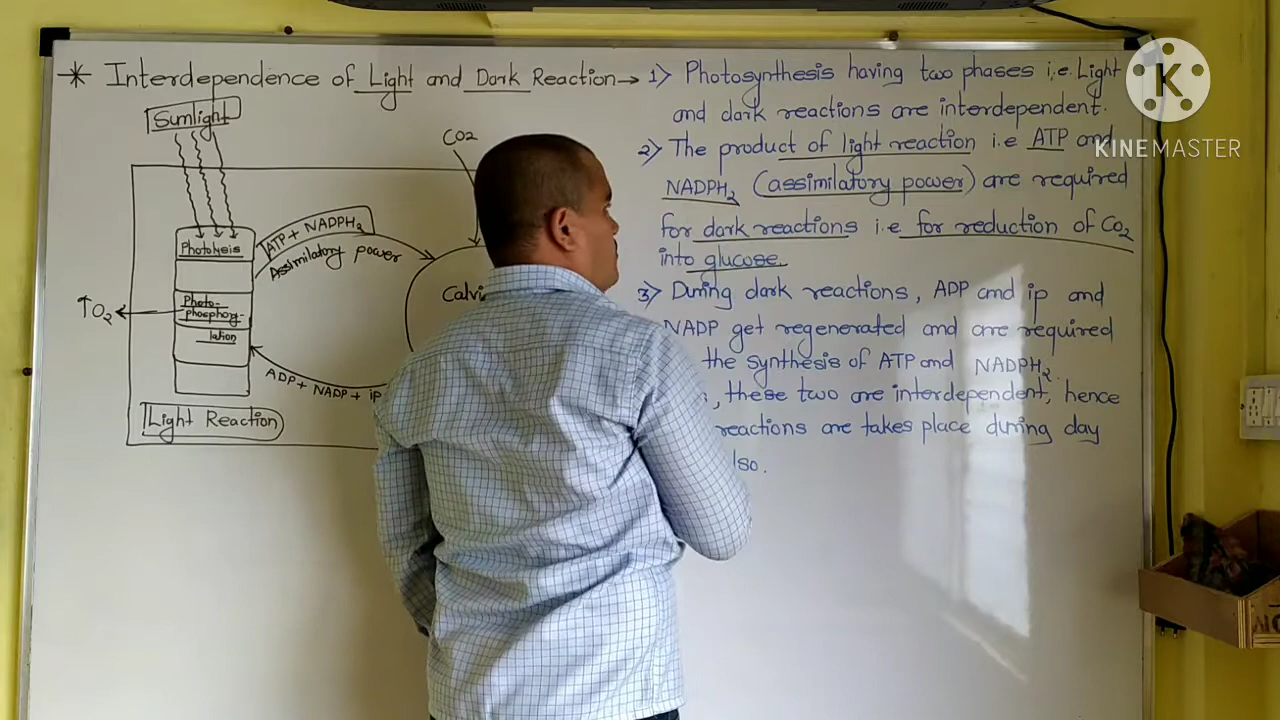 * Interdependence of Light and Dark Reaction →
Sunlight
CO2
Photolysis
ATP + NADPH2
Assimilatory power
↑O2
Photo-
phosphory-
lation
ADP + NADP + ip
Light Reaction
1) Photosynthesis having two phases i.e. Light
and dark reactions are interdependent.
2) The product of light reaction i.e ATP and
NADPH2 (assimilatory power) are required
for dark reactions i.e for reduction of CO2
into glucose.
3) During dark reactions, ADP and ip and
NADP get regenerated and are required
the synthesis of ATP and NADPH2.
, these two are interdependent, hence
reactions are takes place during day
K
KINEMASTER